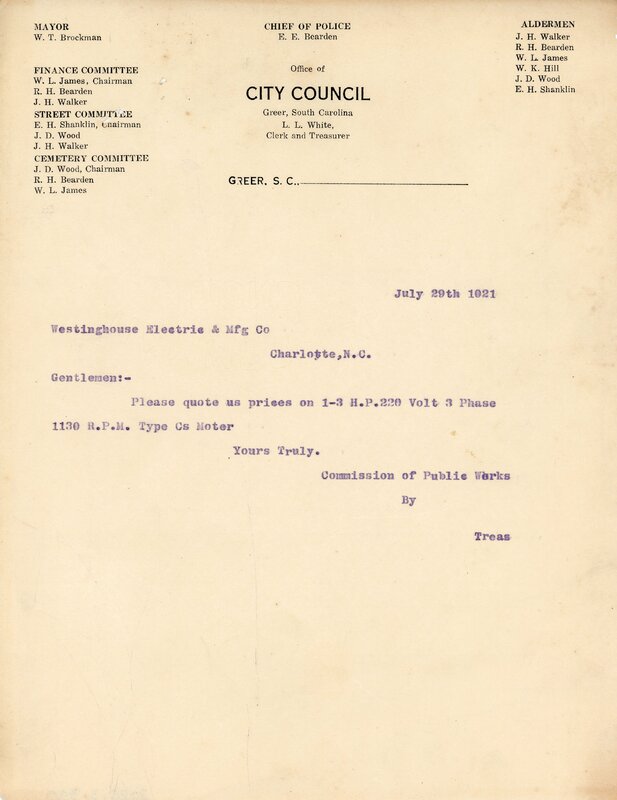 MAYOR
W. T. Brockman
FINANCE COMMITTEE
W. L. James, Chairman
R. H. Bearden
J. H. Walker
STREET COMMITTEE
E. H. Shanklin, Chairman
J. D. Wood
J. H. Walker
CEMETERY COMMITTEE
J. D. Wood, Chairman
R. H. Bearden
W. L. James
CHIEF OF POLICE
E. E. Bearden
Office of
CITY COUNCIL
Greer, South Carolina
L. L. White,
Clerk and Treasurer
GREER, S. C.,
ALDERMEN
J. H. Walker
R. H. Bearden
W. L. James
W. K. Hill
J. D. Wood
E. H. Shanklin
July 29th 1921
Westinghouse Electric & Mfg Co
Charlotte,N.C.
Gentlemen:-
Please quote us prices on 1-3 H.P.220 Volt 3 Phase
1130 R.P.M. Type Cs Moter
Yours Truly.
Commission of Public Works
By
Treas